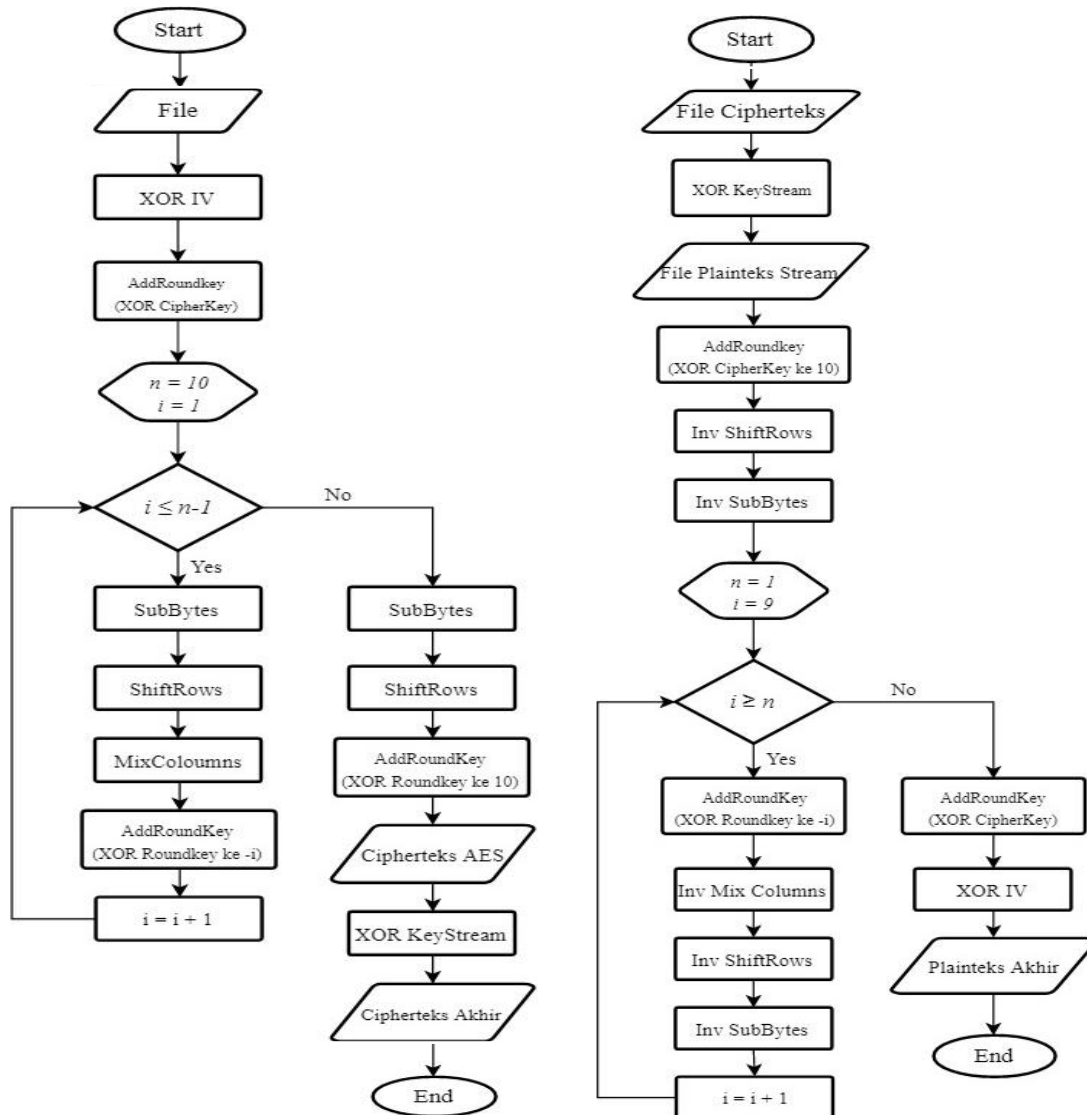 Start
File
XOR IV
AddRoundkey
(XOR CipherKey)
n = 10
i = 1
i ≤ n-1
No
Yes
SubBytes
ShiftRows
MixColoumns
AddRoundKey
(XOR Roundkey ke -i)
i = i + 1
SubBytes
ShiftRows
AddRoundKey
(XOR Roundkey ke 10)
Cipherteks AES
XOR KeyStream
Cipherteks Akhir
End
Start
File Cipherteks
XOR KeyStream
File Plainteks Stream
AddRoundkey
(XOR CipherKey ke 10)
Inv ShiftRows
Inv SubBytes
n = 1
i = 9
i ≥ n
No
Yes
AddRoundKey
(XOR Roundkey ke -i)
Inv Mix Columns
Inv ShiftRows
Inv SubBytes
i = i + 1
AddRoundKey
(XOR CipherKey)
XOR IV
Plainteks Akhir
End